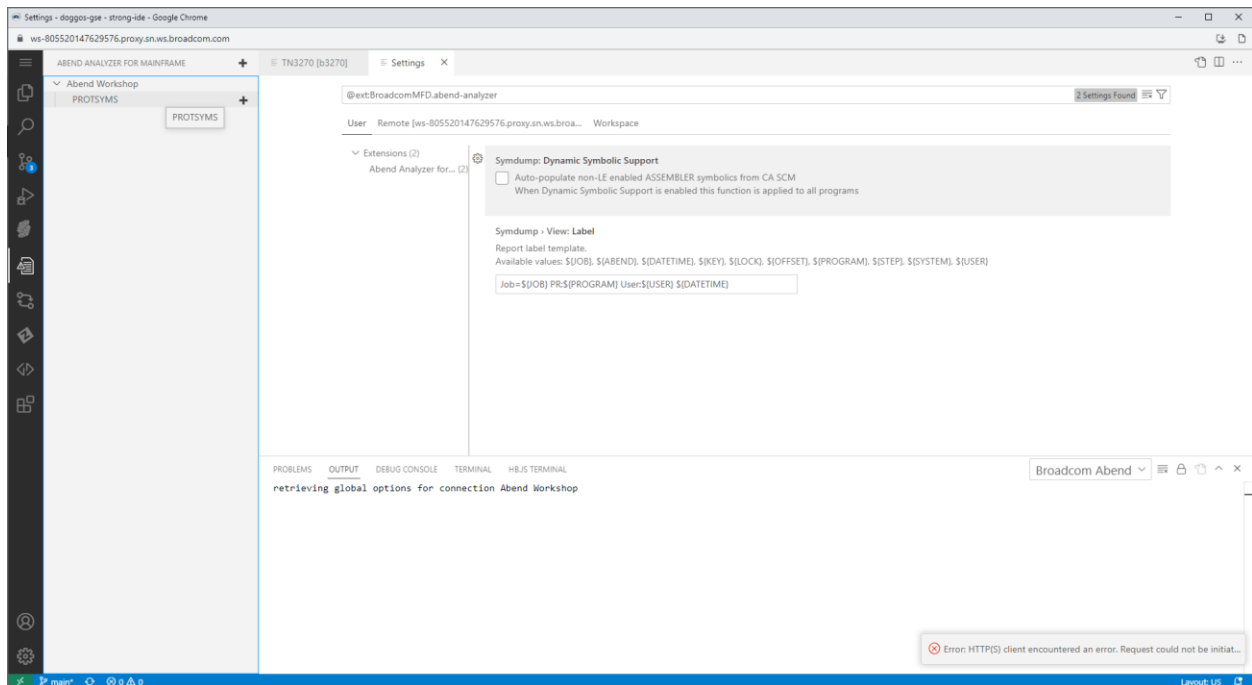 Settings - doggos-gse - strong-ide - Google Chrome
ws-805520147629576.proxy.sn.ws.broadcom.com
ABEND ANALYZER FOR MAINFRAME
TN3270 [b3270]
Settings
Abend Workshop
PROTSYMS
PROTSYMS
@ext:BroadcomMFD.abend-analyzer
2 Settings Found
User Remote [ws-805520147629576.proxy.sn.ws.broa... Workspace
Extensions (2)
Abend Analyzer for... (2)
Symdump: Dynamic Symbolic Support
Auto-populate non-LE enabled ASSEMBLER symbolics from CA SCM
When Dynamic Symbolic Support is enabled this function is applied to all programs
Symdump › View: Label
Report label template.
Available values: ${JOB}, ${ABEND}, ${DATETIME}, ${KEY}, ${LOCK}, ${OFFSET}, ${PROGRAM}, ${STEP}, ${SYSTEM}, ${USER}
Job=${JOB} PR:${PROGRAM} User:${USER} ${DATETIME}
PROBLEMS OUTPUT DEBUG CONSOLE TERMINAL HBJS TERMINAL
Broadcom Abend
retrieving global options for connection Abend Workshop
3
Error: HTTP(S) client encountered an error. Request could not be initiat...
main* 0 0
Layout: US